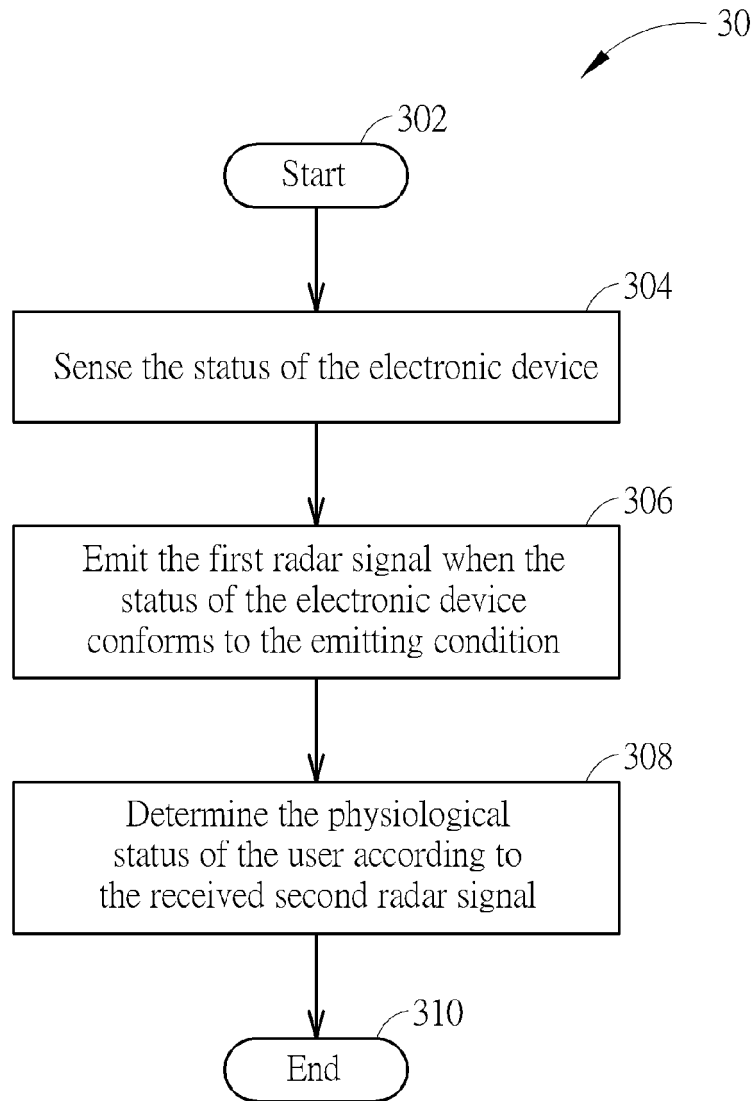 30
302
Start
304
Sense the status of the electronic device
306
Emit the first radar signal when the
status of the electronic device
conforms to the emitting condition
308
Determine the physiological
status of the user according to
the received second radar signal
310
End